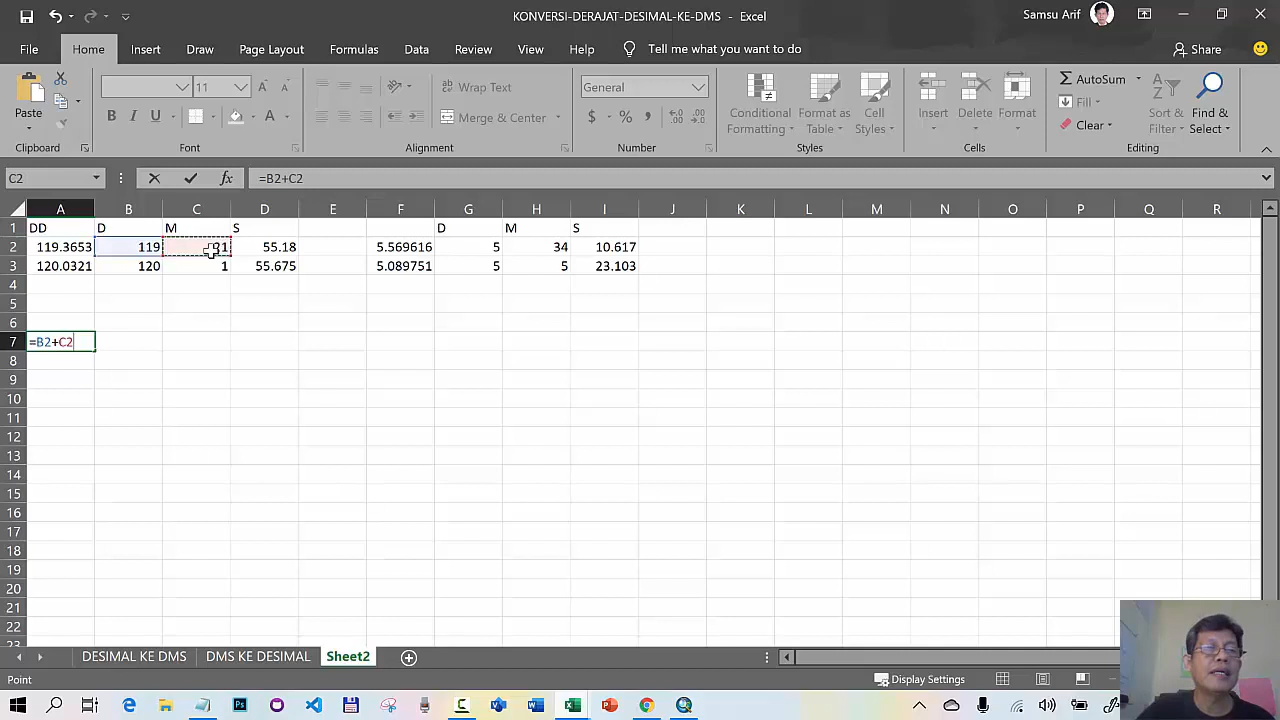 KONVERSI-DERAJAT-DESIMAL-KE-DMS - Excel
Samsu Arif
File Home Insert Draw Page Layout Formulas Data Review View Help Tell me what you want to do Share
Paste
11
Wrap Text
Merge & Center
General
$ % ,
Conditional Formatting
Format as Table
Cell Styles
Insert
Delete
Format
AutoSum
Fill
Clear
Sort & Filter
Find & Select
Clipboard Font Alignment Number Styles Cells Editing
C2 fx =B2+C2
A B C D E F G H I J K L M N O P Q R
1 DD D M S D M S
2 119.3653 119 21 55.18 5.569616 5 34 10.617
3 120.0321 120 1 55.675 5.089751 5 5 23.103
4
5
6
7 =B2+C2
8
9
10
11
12
13
14
15
16
17
18
19
20
21
22
23
DESIMAL KE DMS DMS KE DESIMAL Sheet2
Point Display Settings